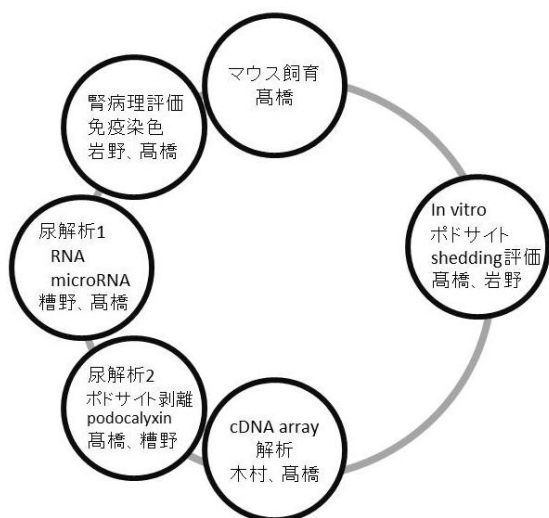 マウス飼育
髙橋
腎病理評価
免疫染色
岩野、髙橋
In vitro
ポドサイト
shedding評価
髙橋、岩野
尿解析1
RNA
microRNA
糟野、髙橋
尿解析2
ポドサイト剥離
podocalyxin
髙橋、糟野
cDNA array
解析
木村、髙橋